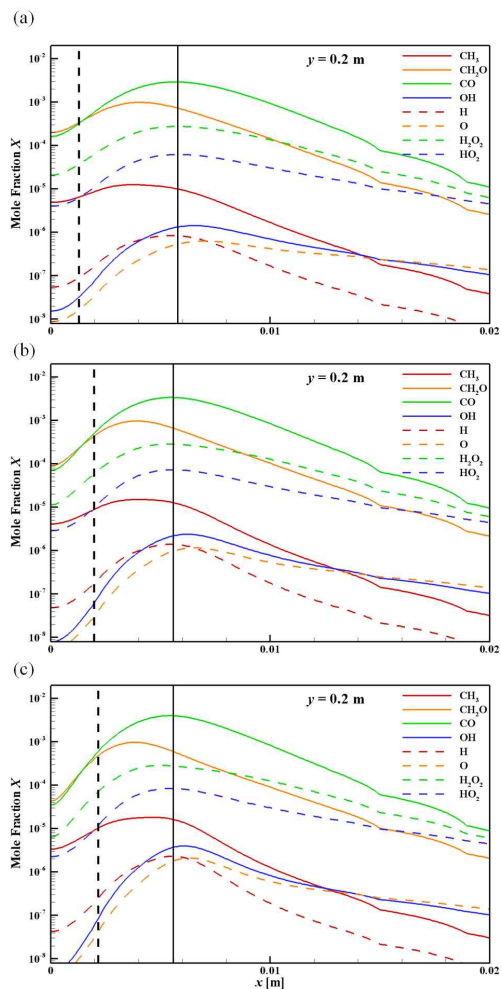 (a)
y = 0.2 m
CH₃
CH₂O
CO
OH
H
O
H₂O₂
HO₂
Mole Fraction X
10⁻²
10⁻³
10⁻⁴
10⁻⁵
10⁻⁶
10⁻⁷
10⁻⁸
0
0.01
0.02
(b)
y = 0.2 m
CH₃
CH₂O
CO
OH
H
O
H₂O₂
HO₂
Mole Fraction X
10⁻²
10⁻³
10⁻⁴
10⁻⁵
10⁻⁶
10⁻⁷
10⁻⁸
0
0.01
0.02
(c)
y = 0.2 m
CH₃
CH₂O
CO
OH
H
O
H₂O₂
HO₂
Mole Fraction X
10⁻²
10⁻³
10⁻⁴
10⁻⁵
10⁻⁶
10⁻⁷
10⁻⁸
0
0.01
0.02
x [m]